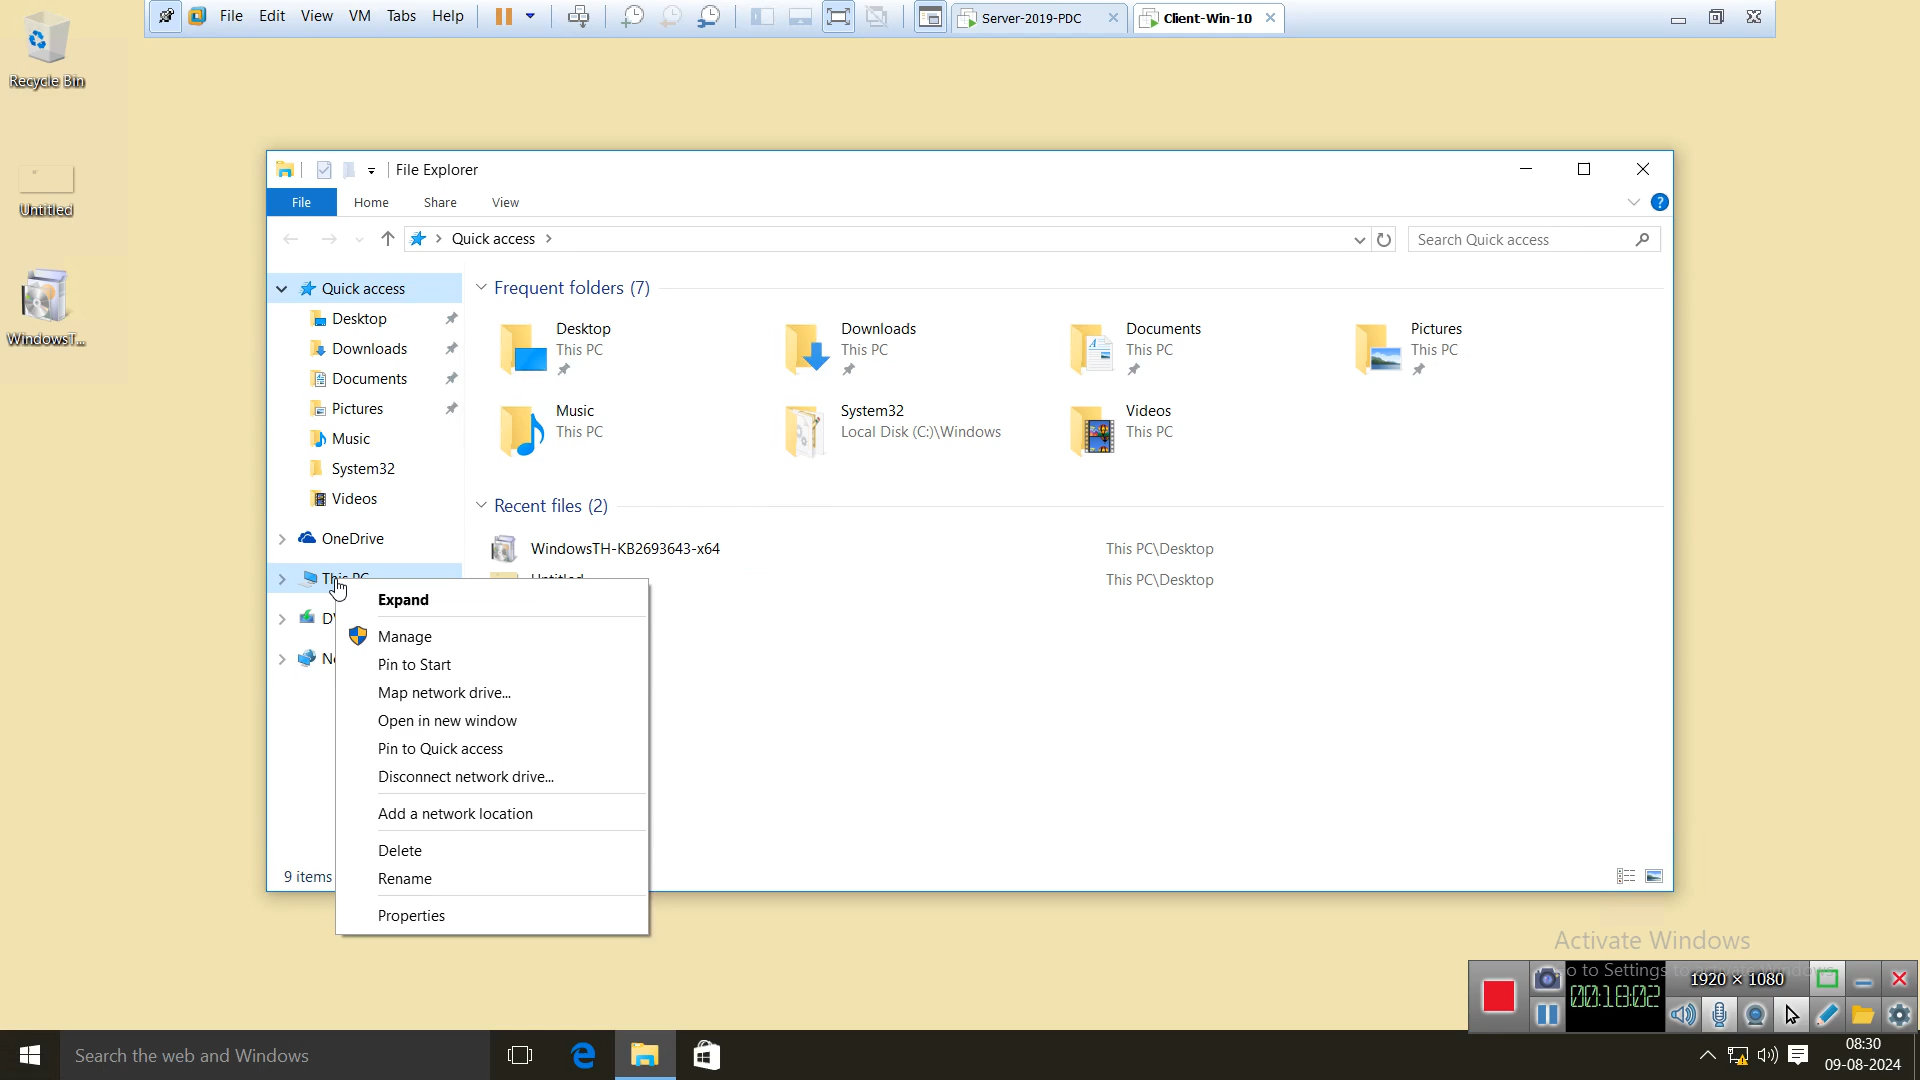 File Edit View VM Tabs Help
Server-2019-PDC
Client-Win-10
Recycle Bin
Untitled
WindowsT...
File Explorer
File Home Share View
Quick access
Search Quick access
Quick access
Desktop
Downloads
Documents
Pictures
Music
System32
Videos
OneDrive
This PC
Frequent folders (7)
Desktop
This PC
Downloads
This PC
Documents
This PC
Pictures
This PC
Music
This PC
System32
Local Disk (C:)\Windows
Videos
This PC
Recent files (2)
WindowsTH-KB2693643-x64 This PC\Desktop
Untitled This PC\Desktop
Expand
Manage
Pin to Start
Map network drive...
Open in new window
Pin to Quick access
Disconnect network drive...
Add a network location
Delete
Rename
Properties
9 items
Activate Windows
1920 × 1080
00:18:02
Search the web and Windows
08:30
09-08-2024